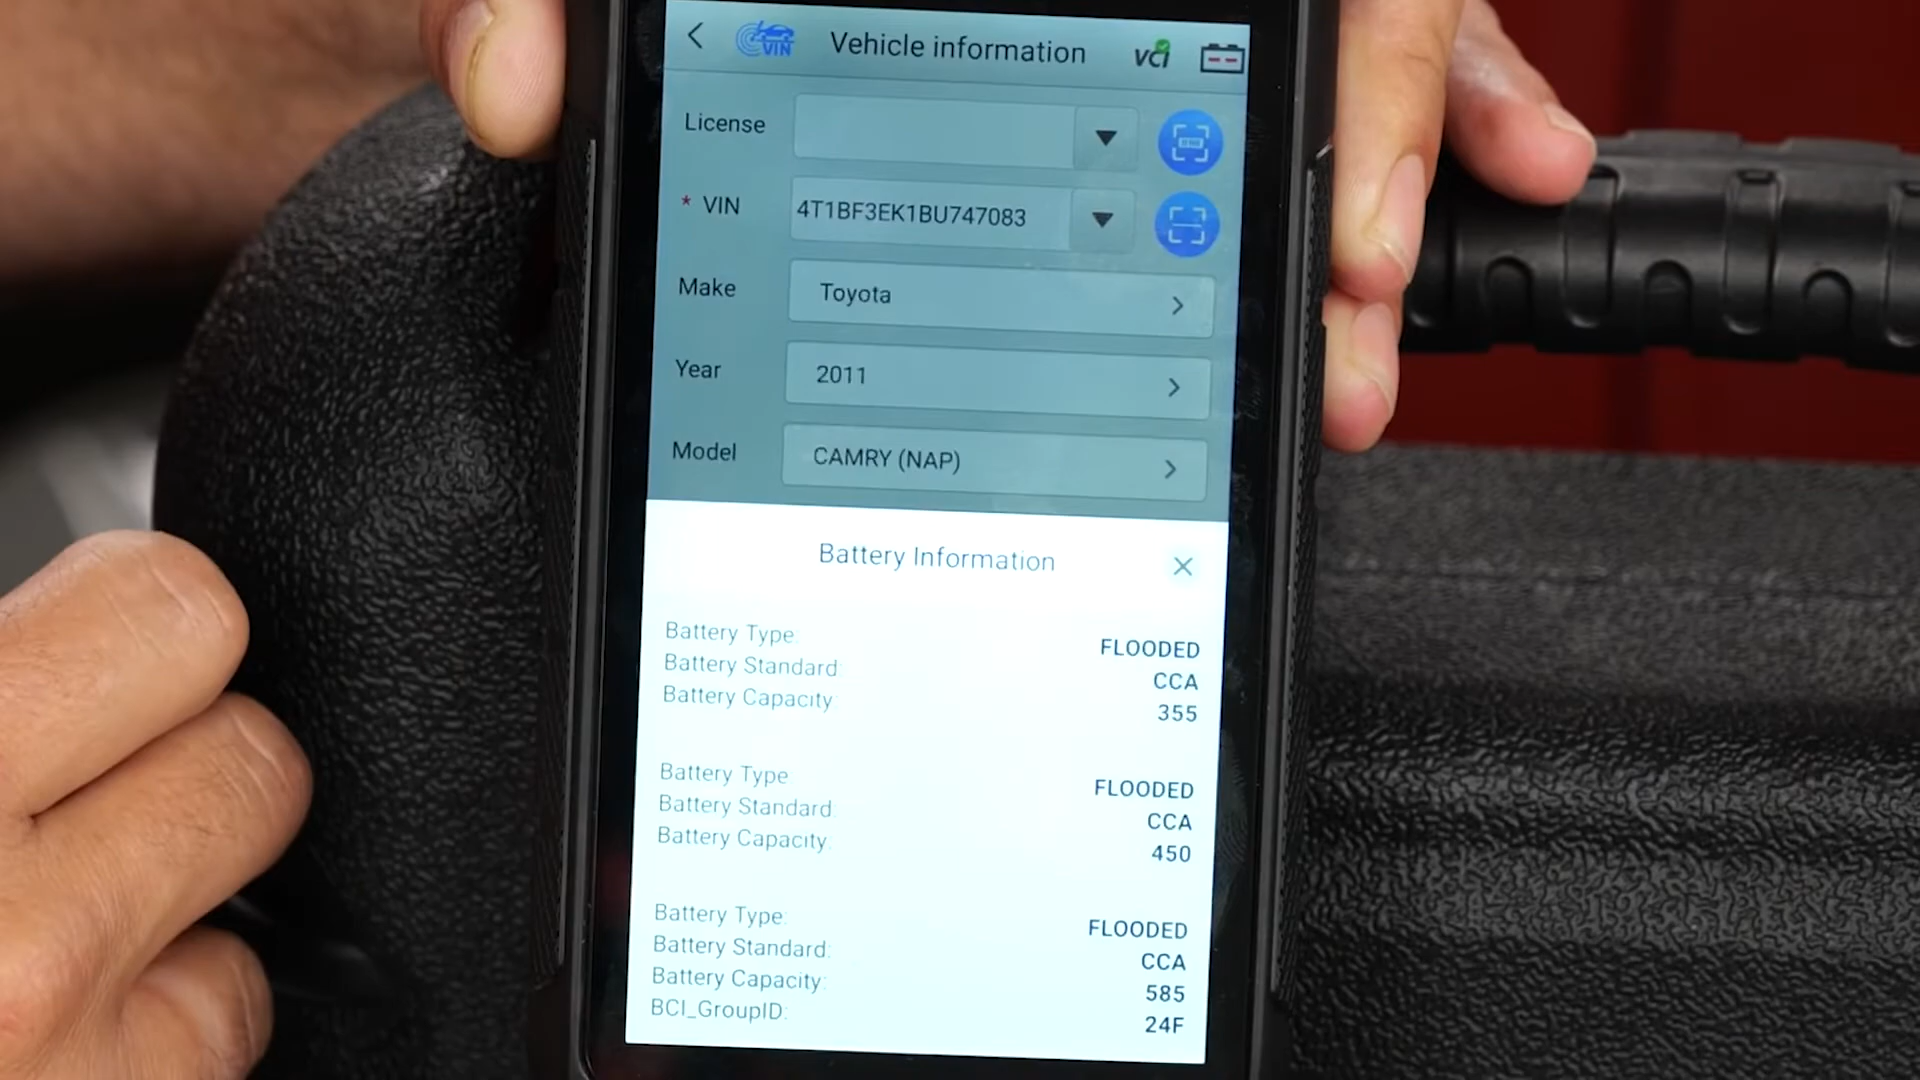 VIN Vehicle information VCI
License
* VIN 4T1BF3EK1BU747083
Make Toyota
Year 2011
Model CAMRY (NAP)
Battery Information
Battery Type: FLOODED
Battery Standard: CCA
Battery Capacity: 355
Battery Type FLOODED
Battery Standard: CCA
Battery Capacity: 450
Battery Type: FLOODED
Battery Standard: CCA
Battery Capacity: 585
BCI_GroupID: 24F